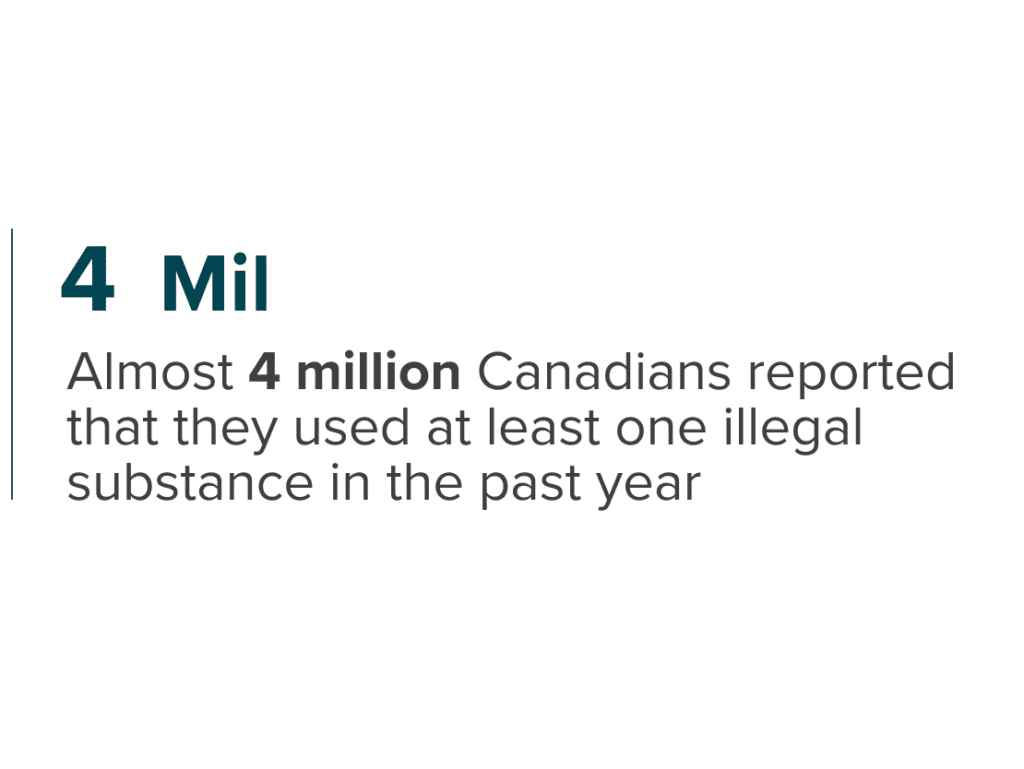 4 Mil
Almost 4 million Canadians reported
that they used at least one illegal
substance in the past year